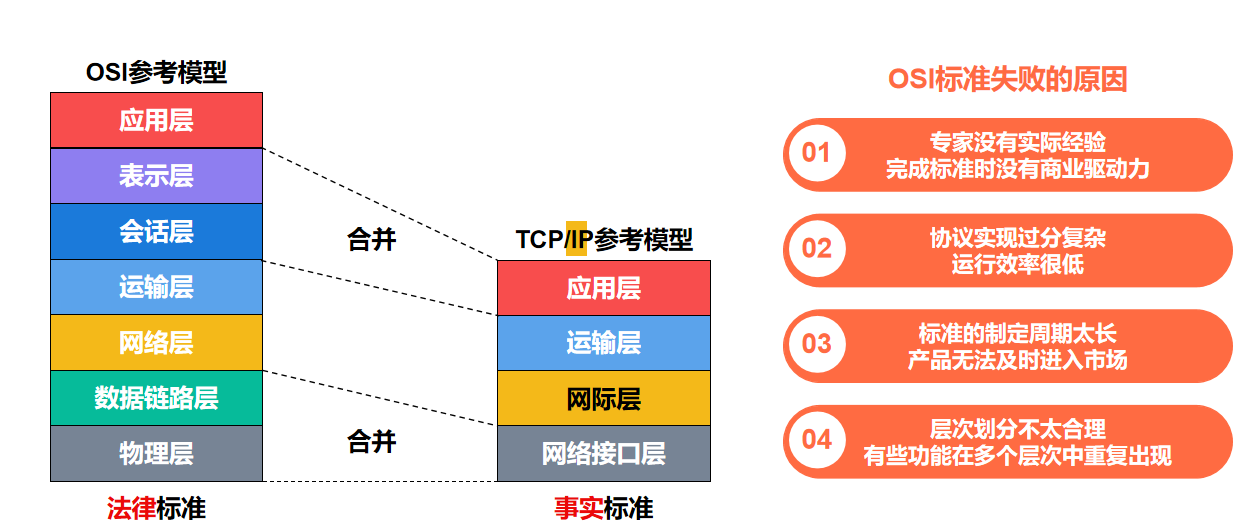 OSI参考模型
应用层
表示层
会话层
运输层
网络层
数据链路层
物理层
法律标准
合并
合并
TCP/IP参考模型
应用层
运输层
网际层
网络接口层
事实标准
OSI标准失败的原因
01
专家没有实际经验
完成标准时没有商业驱动力
02
协议实现过分复杂
运行效率很低
03
标准的制定周期太长
产品无法及时进入市场
04
层次划分不太合理
有些功能在多个层次中重复出现